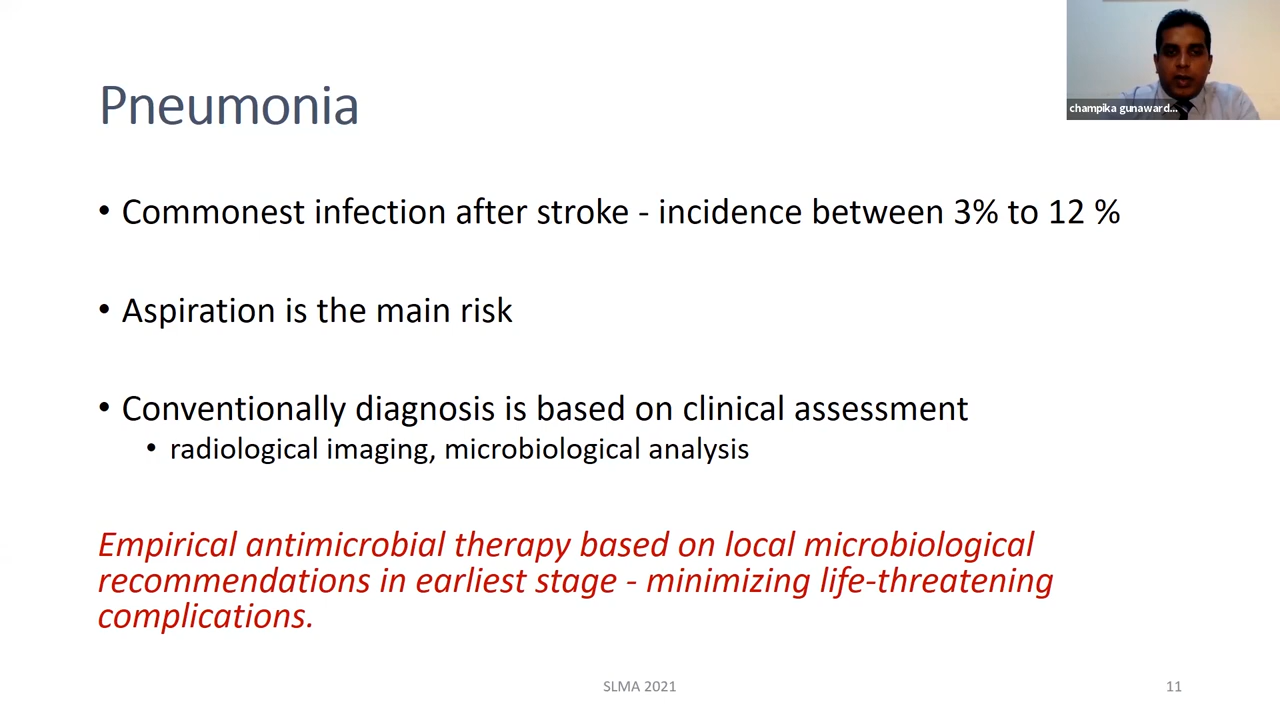 champika gunaward...
Pneumonia
• Commonest infection after stroke - incidence between 3% to 12 %
• Aspiration is the main risk
• Conventionally diagnosis is based on clinical assessment
• radiological imaging, microbiological analysis
Empirical antimicrobial therapy based on local microbiological
recommendations in earliest stage - minimizing life-threatening
complications.
SLMA 2021
11